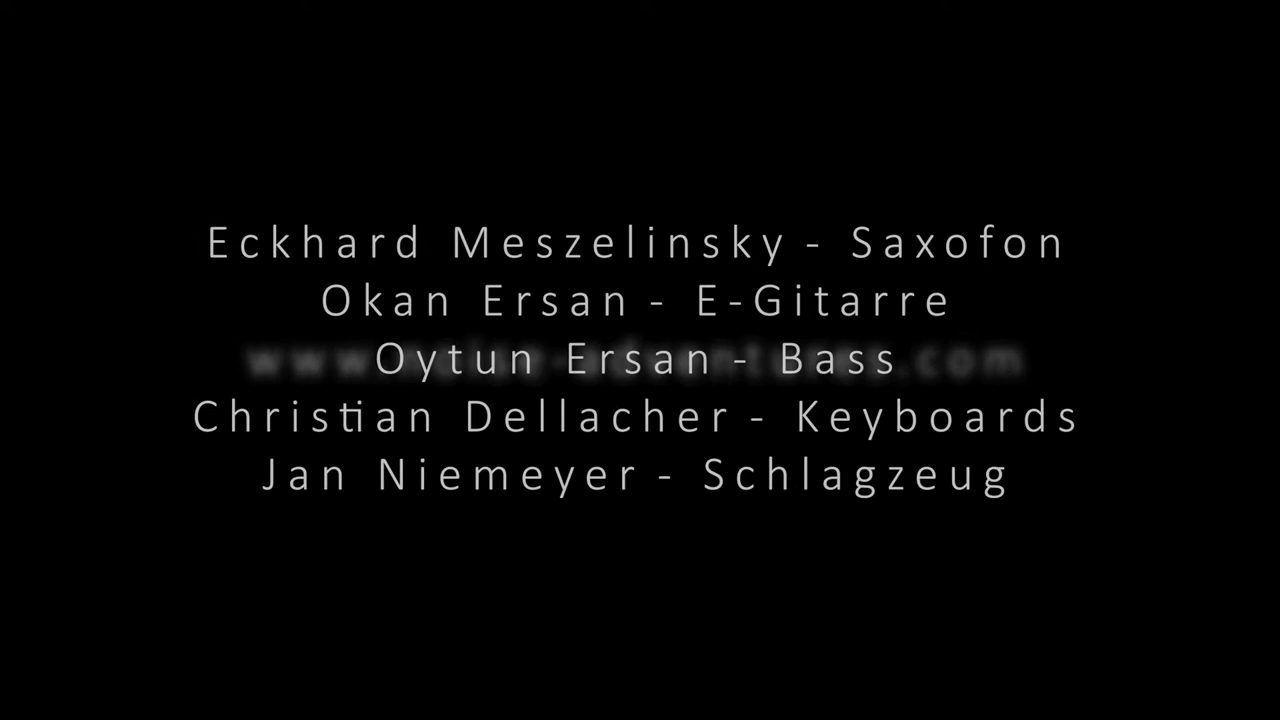 Eckhard Meszelinsky - Saxofon
Okan Ersan - E-Gitarre
Oytun Ersan - Bass
Christian Dellacher - Keyboards
Jan Niemeyer - Schlagzeug